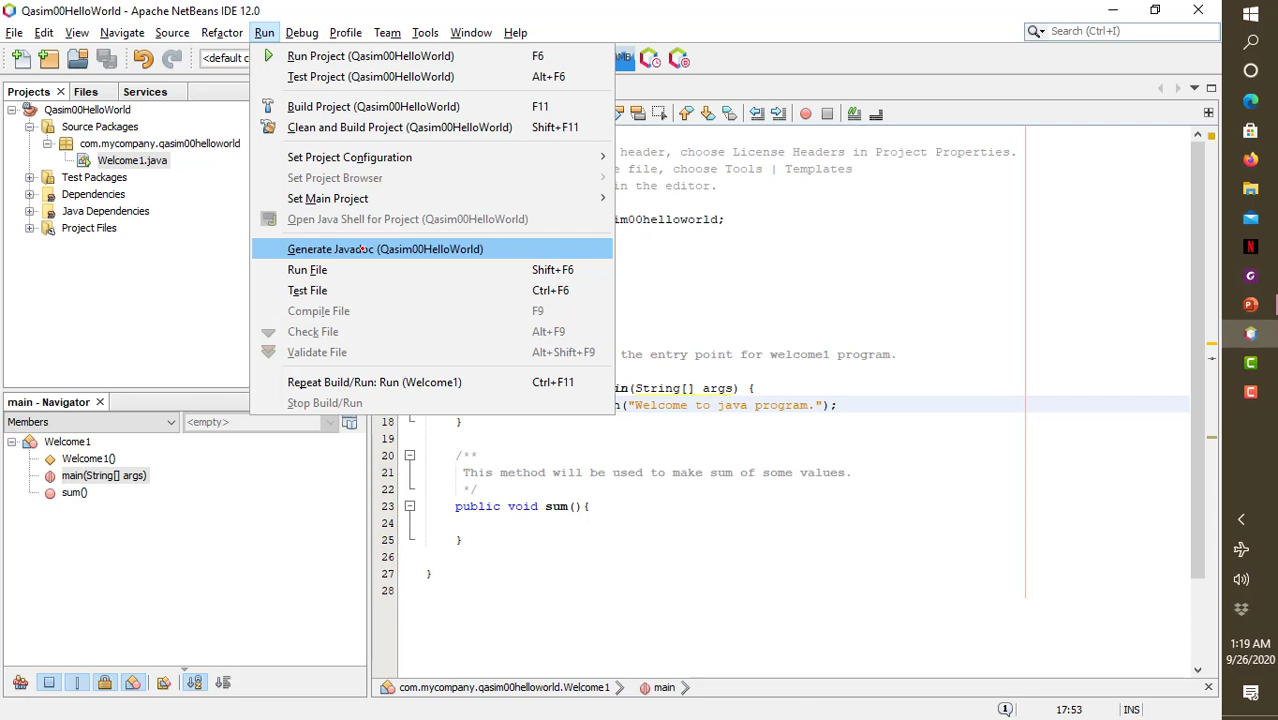 Qasim00HelloWorld - Apache NetBeans IDE 12.0
File Edit View Navigate Source Refactor Run Debug Profile Team Tools Window Help
Search (Ctrl+I)
<default c
Projects Files Services
Qasim00HelloWorld
Source Packages
com.mycompany.qasim00helloworld
Welcome1.java
Test Packages
Dependencies
Java Dependencies
Project Files
Run Project (Qasim00HelloWorld) F6
Test Project (Qasim00HelloWorld) Alt+F6
Build Project (Qasim00HelloWorld) F11
Clean and Build Project (Qasim00HelloWorld) Shift+F11
Set Project Configuration
Set Project Browser
Set Main Project
Open Java Shell for Project (Qasim00HelloWorld)
Generate Javadoc (Qasim00HelloWorld)
Run File Shift+F6
Test File Ctrl+F6
Compile File F9
Check File Alt+F9
Validate File Alt+Shift+F9
Repeat Build/Run: Run (Welcome1) Ctrl+F11
Stop Build/Run
header, choose License Headers in Project Properties.
e file, choose Tools | Templates
in the editor.
im00helloworld;
the entry point for welcome1 program.
in(String[] args) {
n("Welcome to java program.");
18 }
19
20 /**
21 This method will be used to make sum of some values.
22 */
23 public void sum(){
24
25 }
26
27 }
28
main - Navigator
Members <empty>
Welcome1
Welcome1()
main(String[] args)
sum()
com.mycompany.qasim00helloworld.Welcome1 main
1 17:53 INS
1:19 AM
9/26/2020